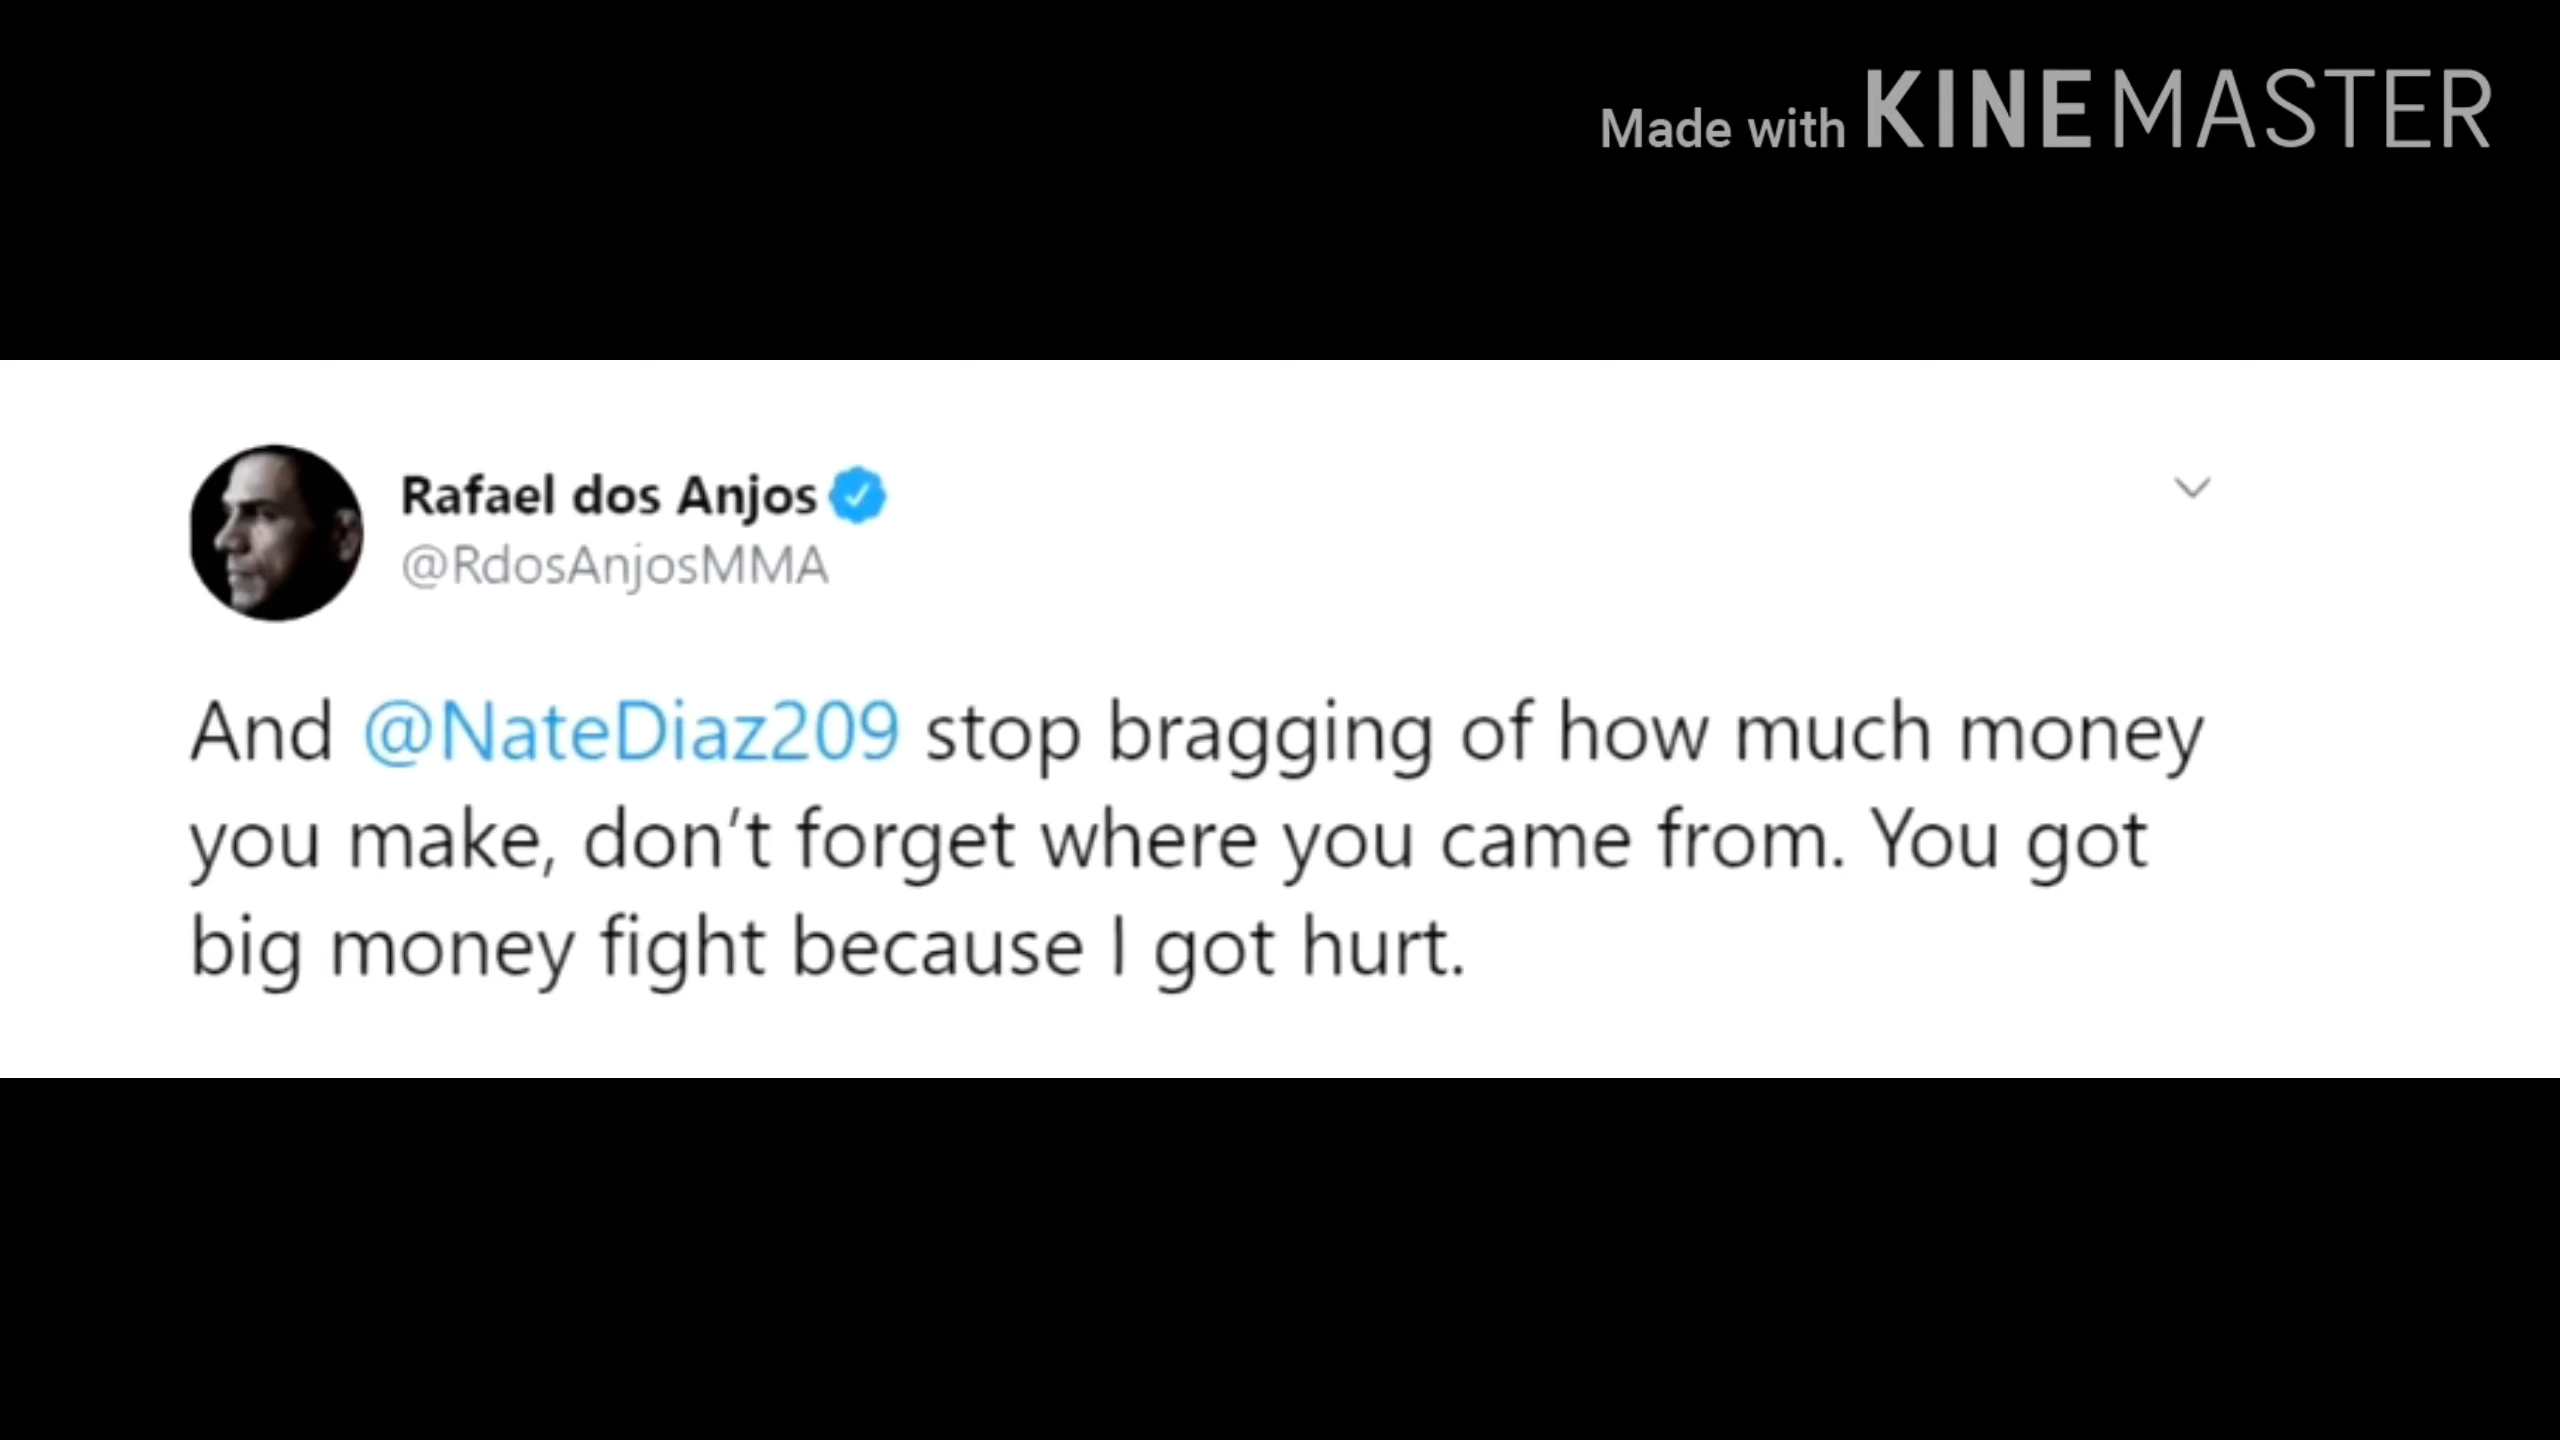 Made with KINEMASTER
Rafael dos Anjos
@RdosAnjosMMA
And @NateDiaz209 stop bragging of how much money
you make, don’t forget where you came from. You got
big money fight because I got hurt.